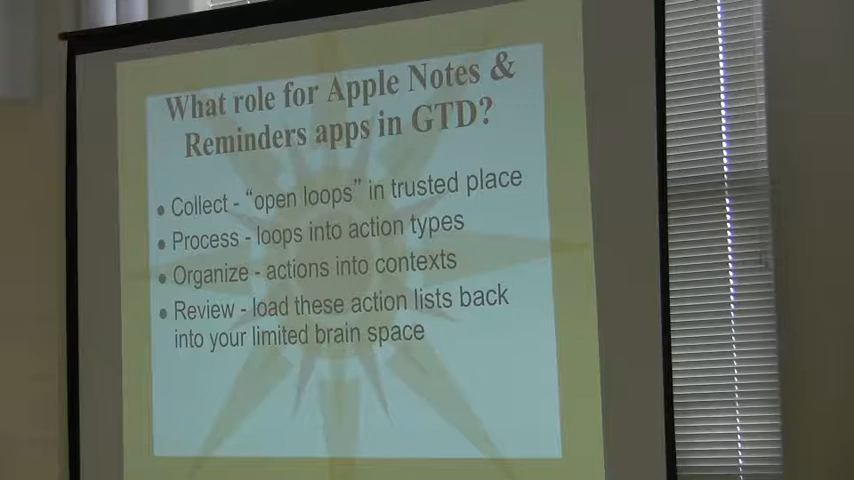 What role for Apple Notes &
Reminders apps in GTD?
• Collect - “open loops” in trusted place
• Process - loops into action types
• Organize - actions into contexts
• Review - load these action lists back
into your limited brain space